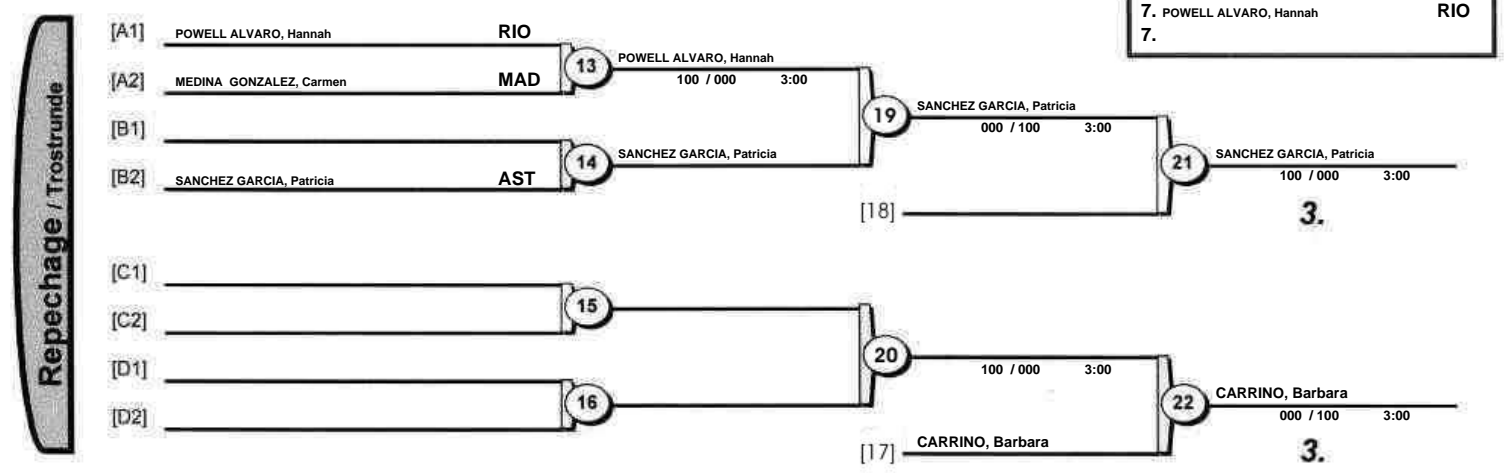 7. POWELL ALVARO, Hannah RIO
7.
Repechage / Trostrunde
[A1] POWELL ALVARO, Hannah RIO
13 POWELL ALVARO, Hannah
100 / 000 3:00
[A2] MEDINA GONZALEZ, Carmen MAD
19 SANCHEZ GARCIA, Patricia
000 / 100 3:00
[B1]
14 SANCHEZ GARCIA, Patricia
21 SANCHEZ GARCIA, Patricia
100 / 000 3:00
[B2] SANCHEZ GARCIA, Patricia AST
[18]
3.
[C1]
15
[C2]
20
100 / 000 3:00
[D1]
16
22 CARRINO, Barbara
000 / 100 3:00
[D2]
[17] CARRINO, Barbara
3.